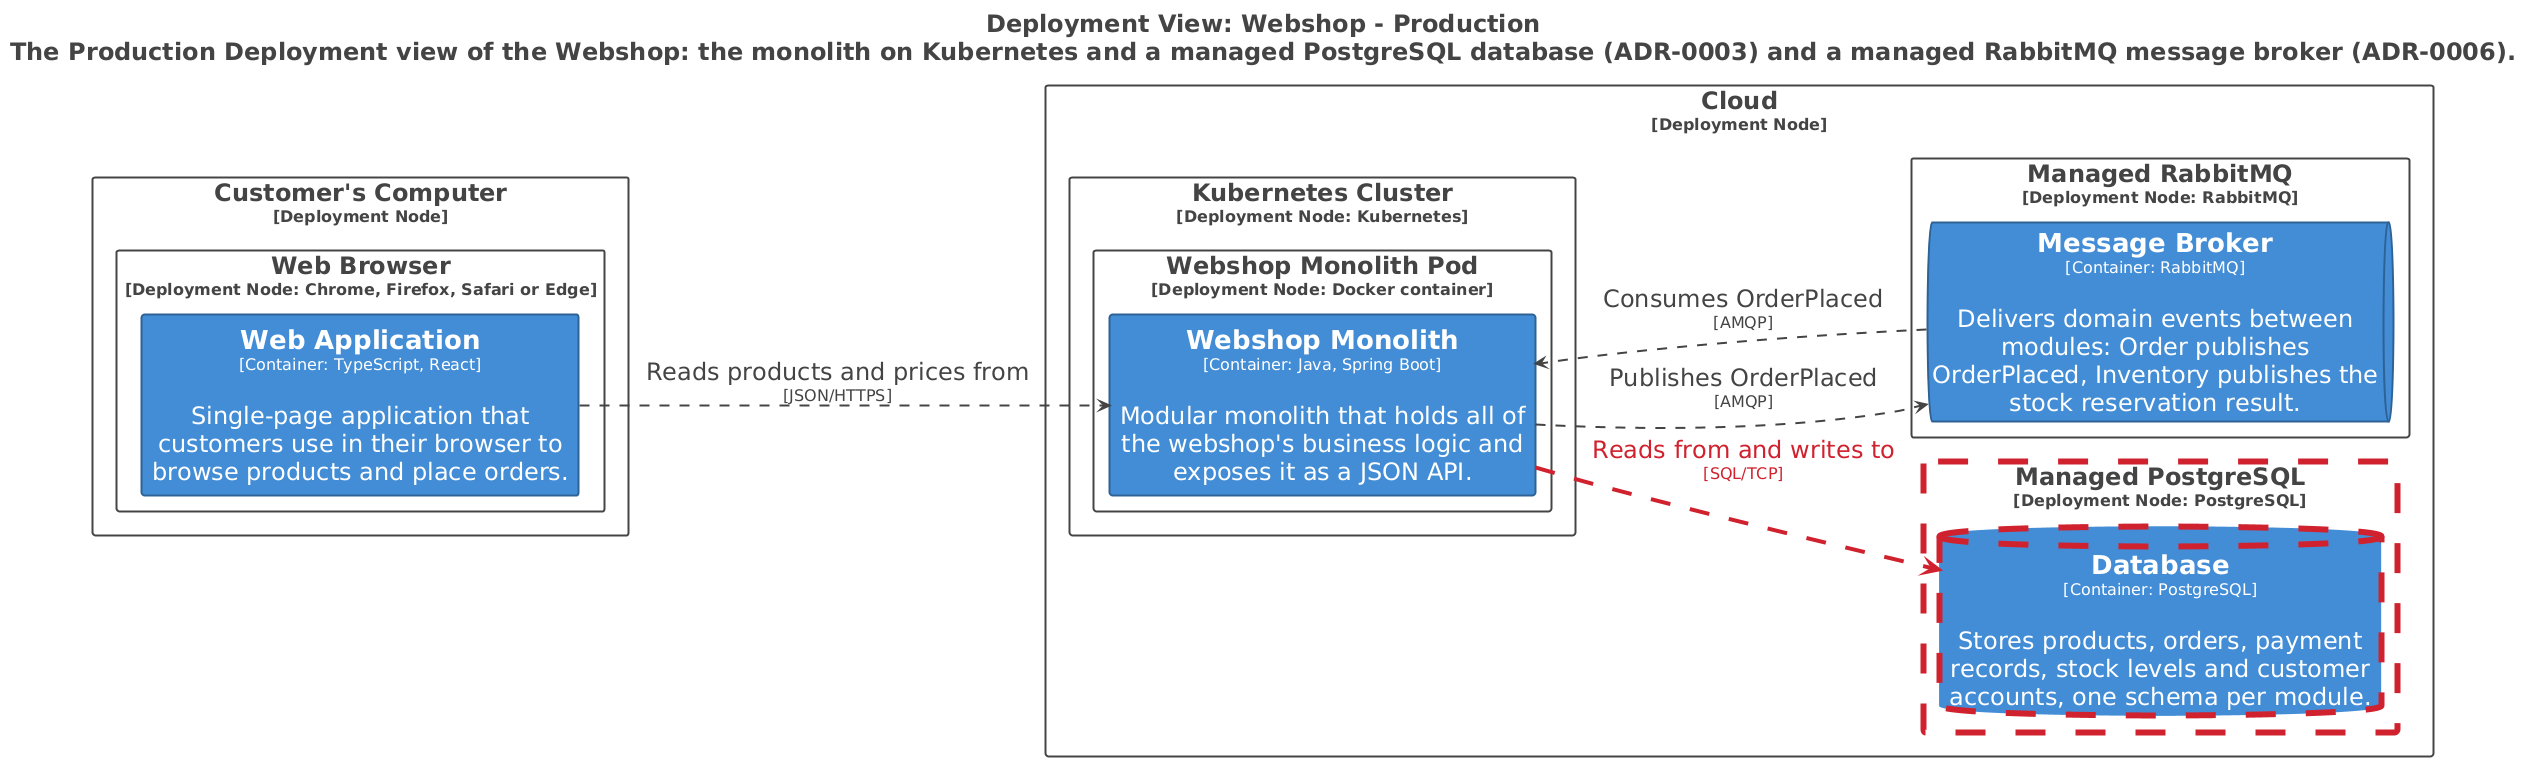 Deployment View: Webshop - Production
The Production Deployment view of the Webshop: the monolith on Kubernetes and a managed PostgreSQL database (ADR-0003) and a managed RabbitMQ message broker (ADR-0006).
Customer's Computer
[Deployment Node]
Web Browser
[Deployment Node: Chrome, Firefox, Safari or Edge]
Web Application
[Container: TypeScript, React]
Single-page application that
customers use in their browser to
browse products and place orders.
Reads products and prices from
[JSON/HTTPS]
Cloud
[Deployment Node]
Kubernetes Cluster
[Deployment Node: Kubernetes]
Webshop Monolith Pod
[Deployment Node: Docker container]
Webshop Monolith
[Container: Java, Spring Boot]
Modular monolith that holds all of
the webshop's business logic and
exposes it as a JSON API.
Consumes OrderPlaced
[AMQP]
Publishes OrderPlaced
[AMQP]
Reads from and writes to
[SQL/TCP]
Managed RabbitMQ
[Deployment Node: RabbitMQ]
Message Broker
[Container: RabbitMQ]
Delivers domain events between
modules: Order publishes
OrderPlaced, Inventory publishes the
stock reservation result.
Managed PostgreSQL
[Deployment Node: PostgreSQL]
Database
[Container: PostgreSQL]
Stores products, orders, payment
records, stock levels and customer
accounts, one schema per module.